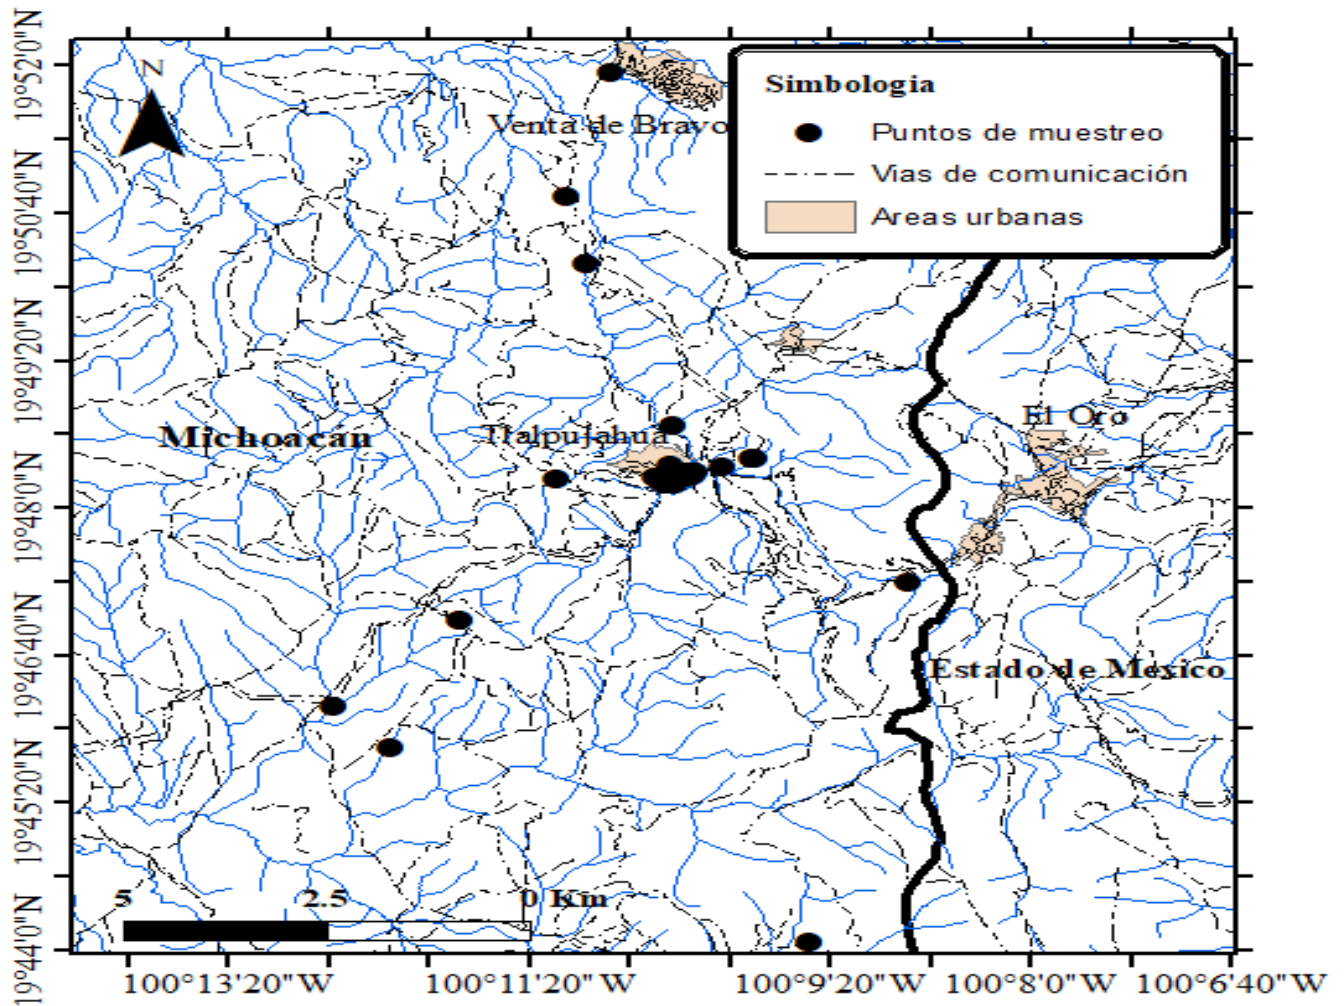 N
Simbologia
Puntos de muestreo
Vias de comunicación
Areas urbanas
Venta de Bravo
Michoacán
Tlalpujahua
El Oro
Estado de Mexico
5 2.5 0 Km
19°52'0"N
19°50'40"N
19°49'20"N
19°48'0"N
19°46'40"N
19°45'20"N
19°44'0"N
100°13'20"W 100°11'20"W 100°9'20"W 100°8'0"W 100°6'40"W